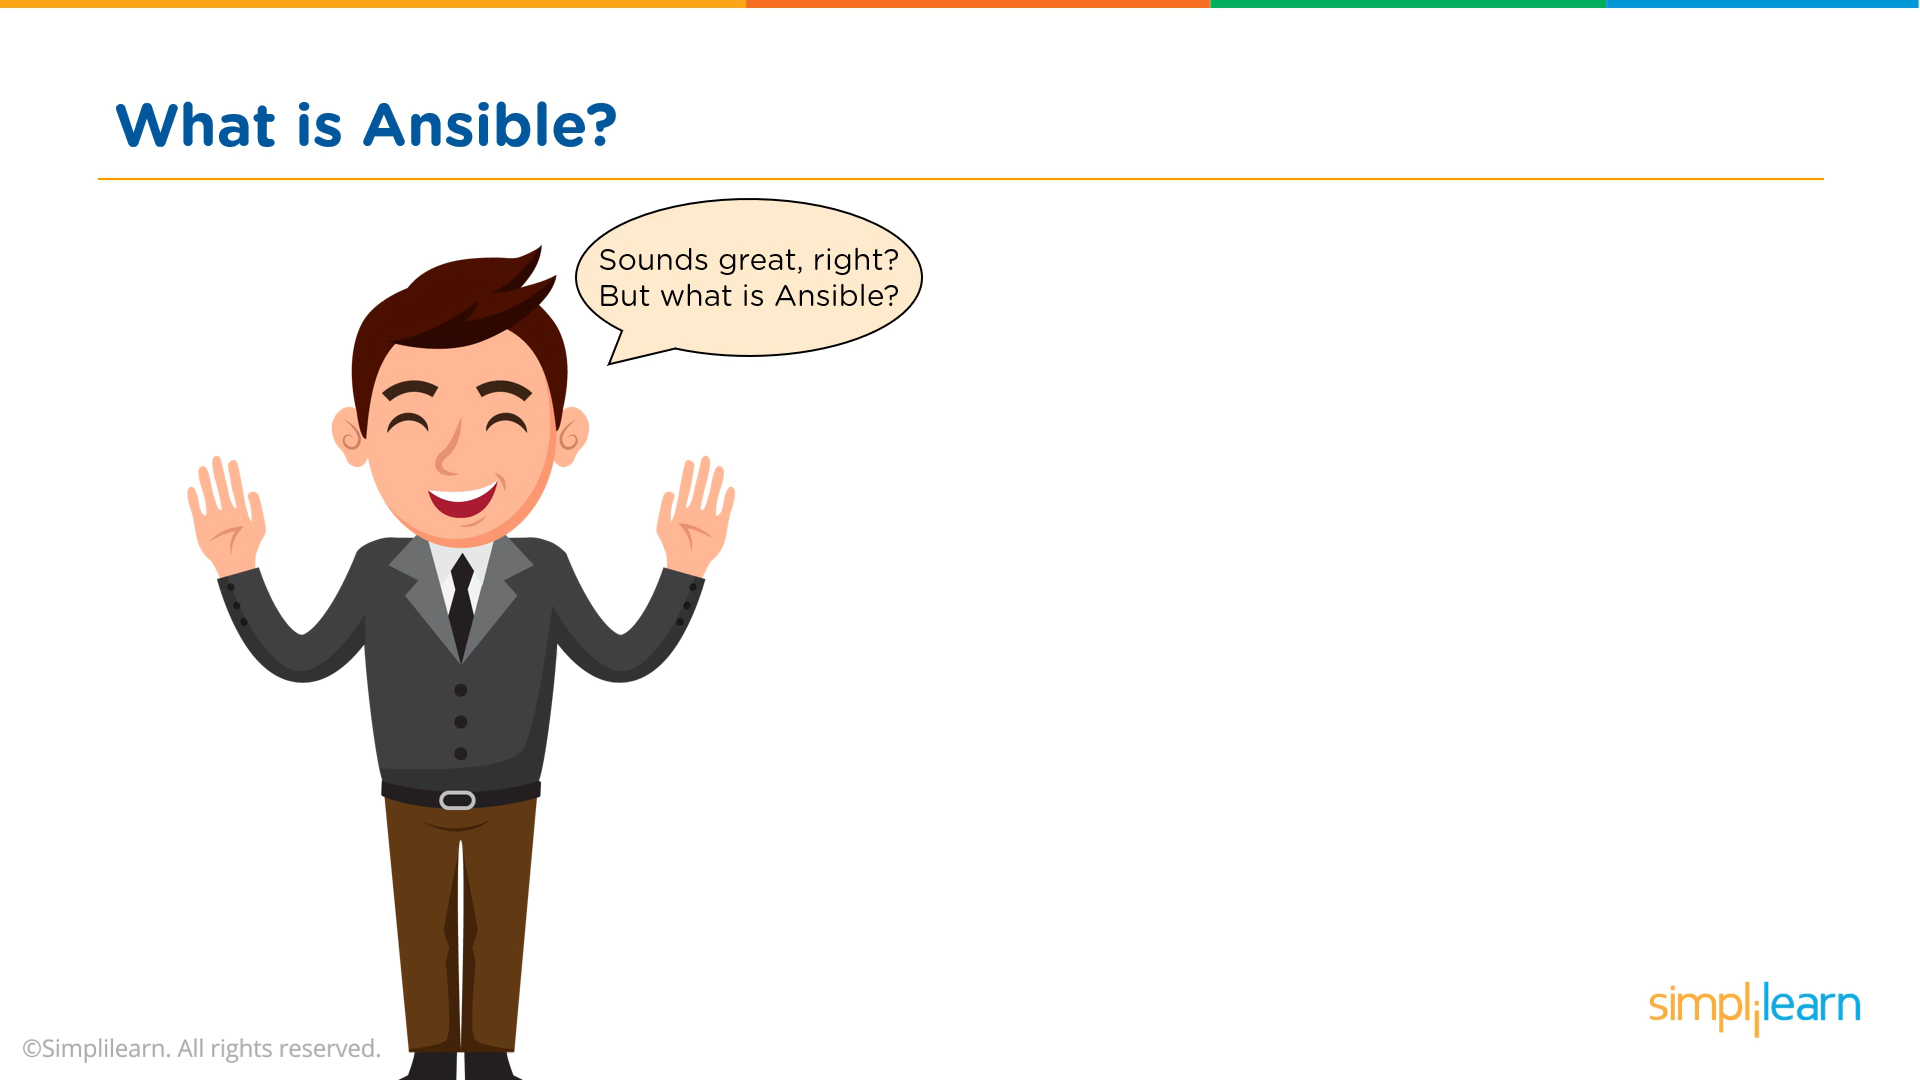 What is Ansible?
Sounds great, right?
But what is Ansible?
simplilearn
©Simplilearn. All rights reserved.